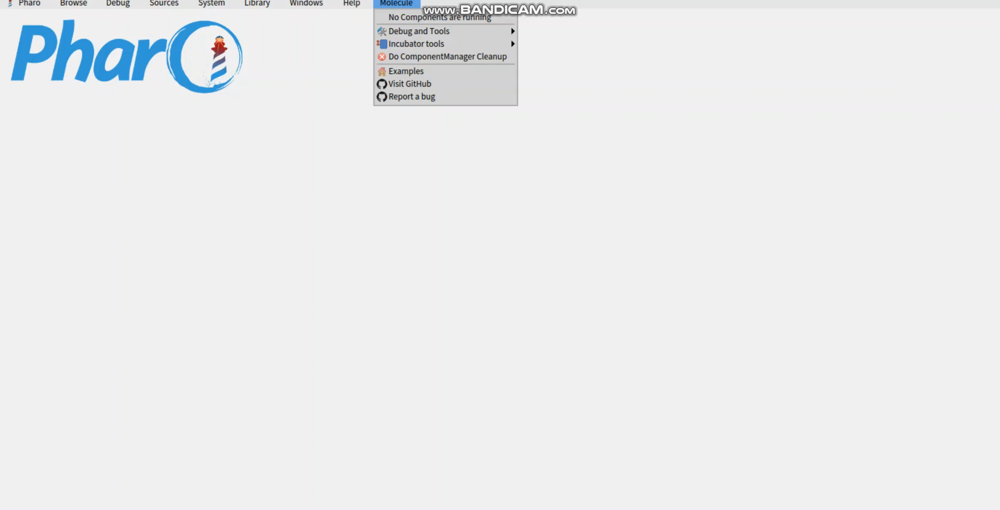 Pharo Browse Debug Sources System Library Windows Help Molecule
www.BANDICAM.com
Pharo
No Components are running
Debug and Tools
Incubator tools
Do ComponentManager Cleanup
Examples
Visit GitHub
Report a bug